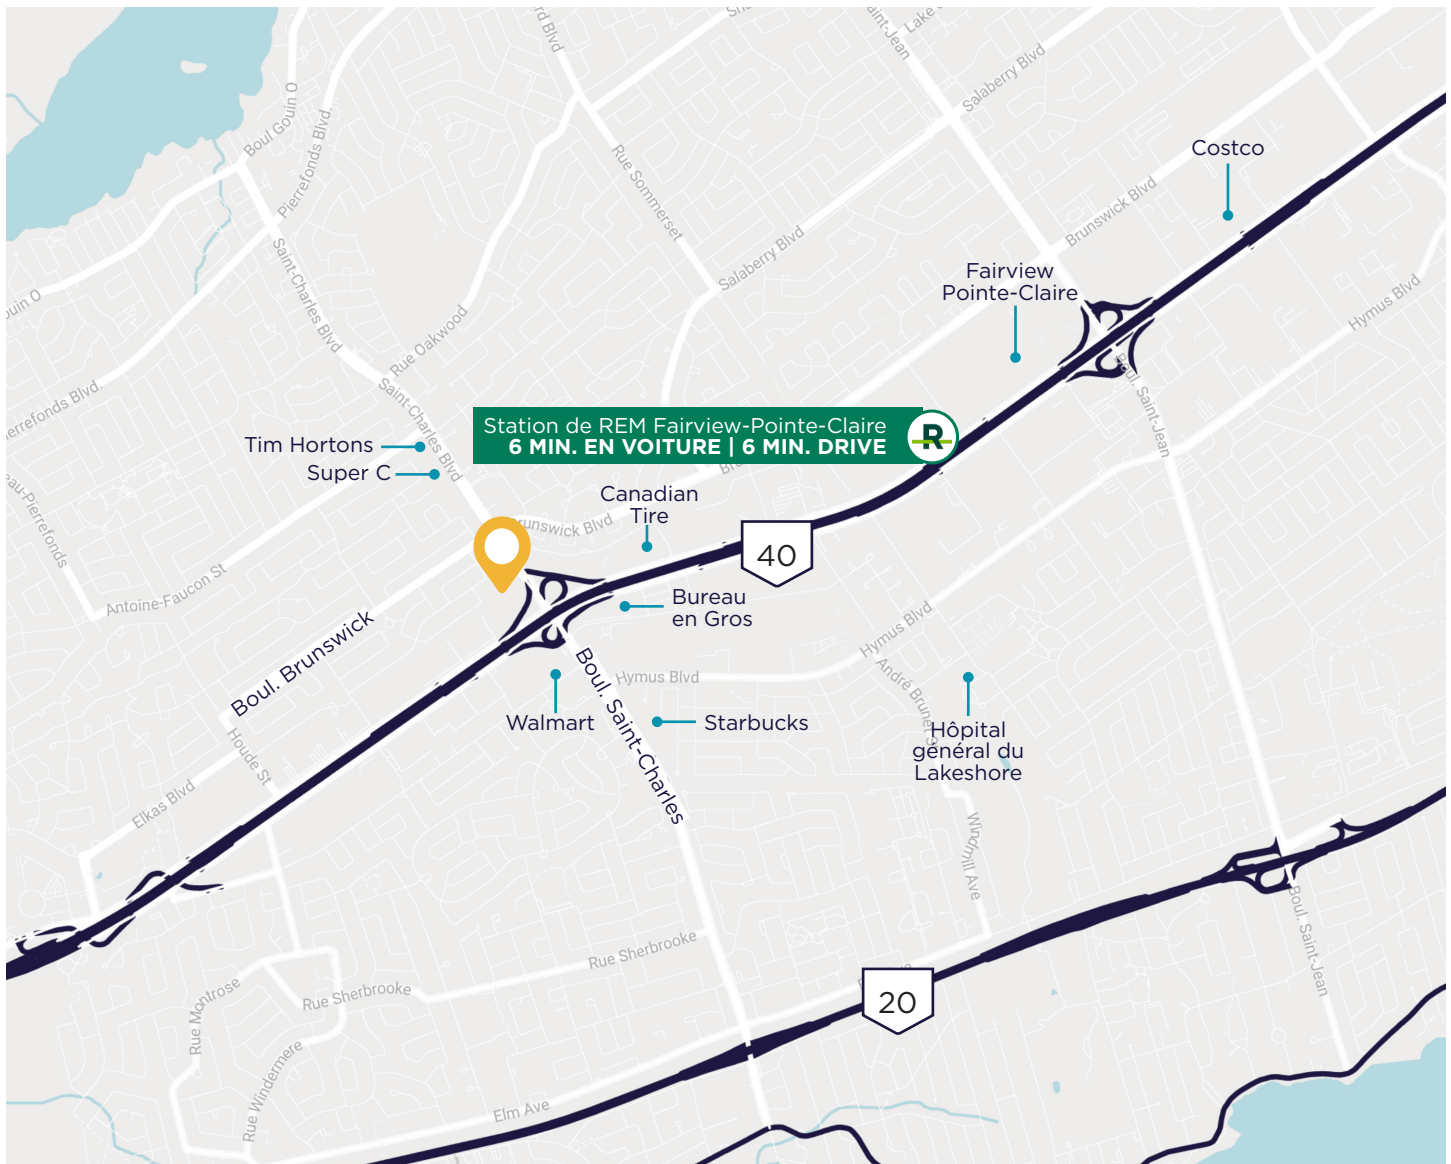 Lake
Saint-Jean
Salaberry Blvd
Boul Gouin O
Pierrefonds Blvd.
Costco
Rue Sommerset
Brunswick Blvd
Saint-Charles Blvd
Salaberry Blvd
Fairview
Pointe-Claire
Hymus Blvd
Rue Oakwood
Boul. Saint-Jean
Saint-Charles Blvd
Station de REM Fairview-Pointe-Claire
6 MIN. EN VOITURE | 6 MIN. DRIVE
R
Tim Hortons
Super C
Canadian
Tire
40
Antoine-Faucon St
Bureau
en Gros
Boul. Brunswick
Hymus Blvd
Hymus Blvd
André Brunet
Boul. Saint-Charles
Walmart
Starbucks
Hôpital
général du
Lakeshore
Houde St
Elkas Blvd
Windmill Ave
Boul. Saint-Jean
Rue Sherbrooke
Rue Montrose
Rue Sherbrooke
20
Rue Windermere
Elm Ave